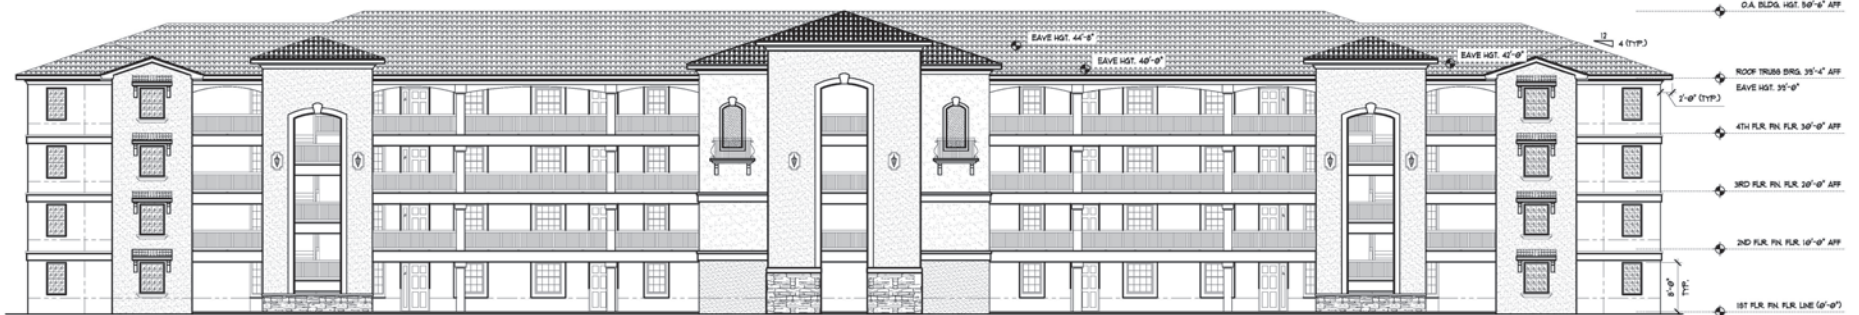 O.A. BLDG. HGT. 50'-6" AFF
EAVE HGT. 44'-8"
12
4 (TYP.)
EAVE HGT. 42'-0"
EAVE HGT. 40'-0"
ROOF TRUSS BRG. 39'-4" AFF
EAVE HGT. 39'-0"
2'-0" (TYP.)
4TH FLR. FIN. FLR. 30'-0" AFF
3RD FLR. FIN. FLR. 20'-0" AFF
2ND FLR. FIN. FLR. 10'-0" AFF
8'-0"
TYP.
1ST FLR. FIN. FLR. LINE (0'-0")